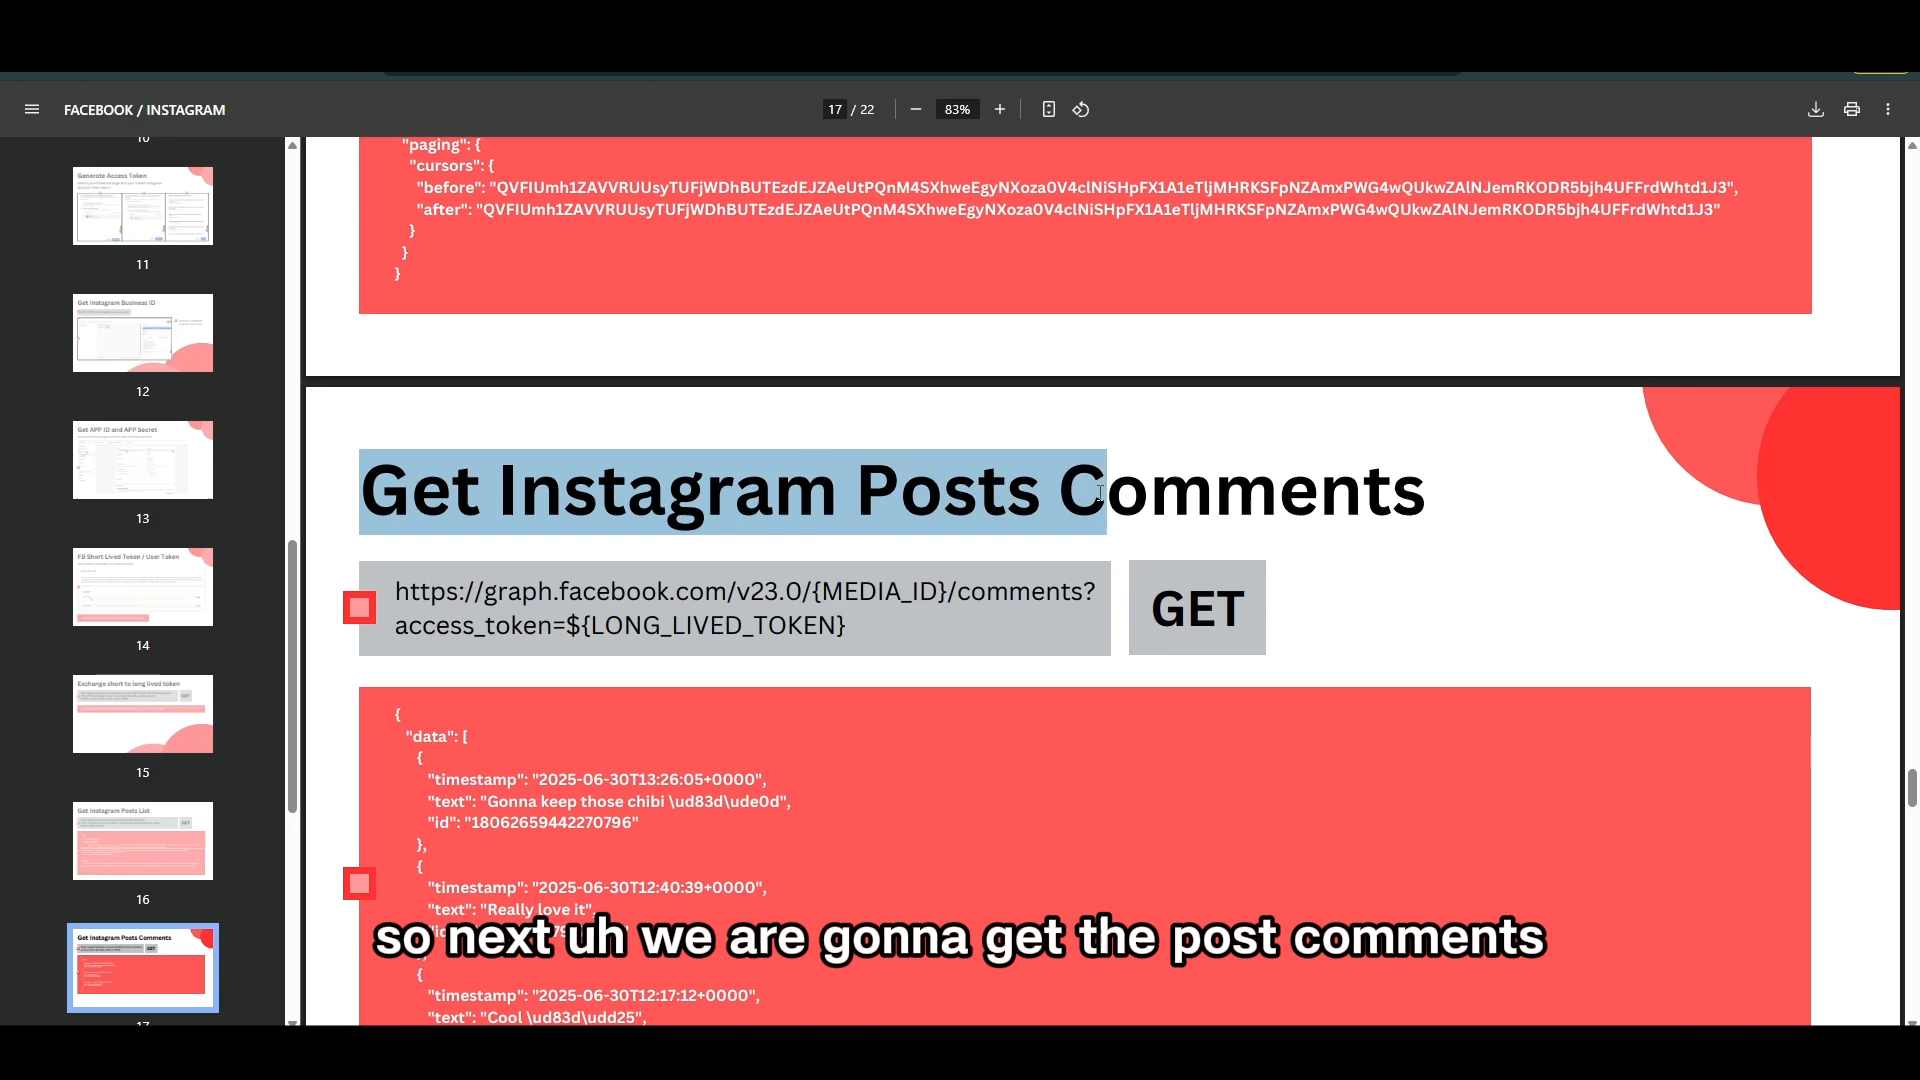 FACEBOOK / INSTAGRAM
17 / 22
83%
Generate Access Token
11
Get Instagram Business ID
12
Get APP ID and APP Secret
13
FB Short Lived Token / User Token
14
Exchange short to long lived token
GET
15
Get Instagram Posts List
GET
16
Get Instagram Posts Comments
GET
"paging": {
"cursors": {
"before": "QVFIUmh1ZAVVRUUsyTUFjWDhBUTEzdEJZAeUtPQnM4SXhweEgyNXoza0V4clNiSHpFX1A1eTljMHRKSFpNZAmxPWG4wQUkwZAlNJemRKODR5bjh4UFFrdWhtd1J3",
"after": "QVFIUmh1ZAVVRUUsyTUFjWDhBUTEzdEJZAeUtPQnM4SXhweEgyNXoza0V4clNiSHpFX1A1eTljMHRKSFpNZAmxPWG4wQUkwZAlNJemRKODR5bjh4UFFrdWhtd1J3"
}
}
}
Get Instagram Posts Comments
https://graph.facebook.com/v23.0/{MEDIA_ID}/comments?
access_token=${LONG_LIVED_TOKEN}
GET
{
"data": [
{
"timestamp": "2025-06-30T13:26:05+0000",
"text": "Gonna keep those chibi \ud83d\ude0d",
"id": "18062659442270796"
},
{
"timestamp": "2025-06-30T12:40:39+0000",
"text": "Really love it",
so next uh we are gonna get the post comments
{
"timestamp": "2025-06-30T12:17:12+0000",
"text": "Cool \ud83d\udd25",